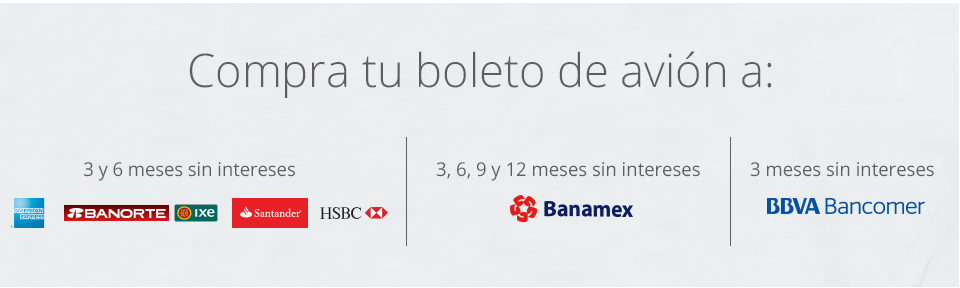 Compra tu boleto de avión a:
3 y 6 meses sin intereses
AMERICAN EXPRESS
BANORTE IXE
Santander
HSBC
3, 6, 9 y 12 meses sin intereses
Banamex
3 meses sin intereses
BBVA Bancomer